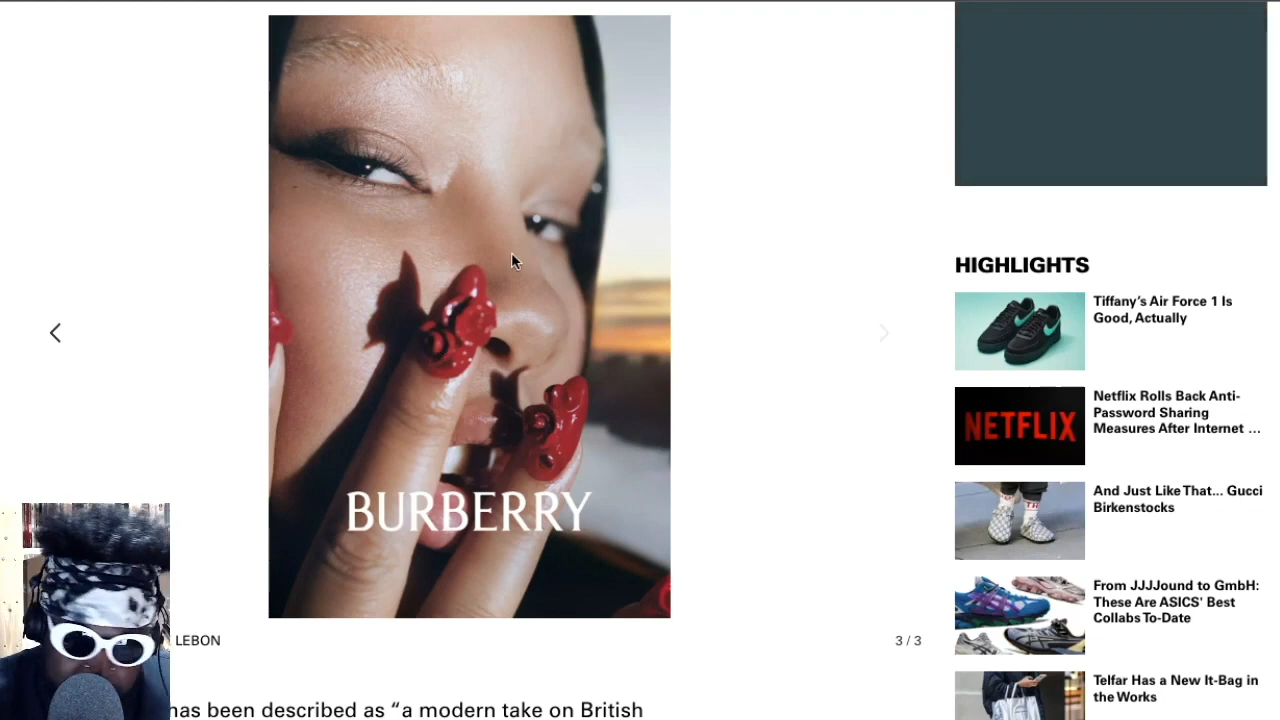 BURBERRY
LEBON
3 / 3
has been described as “a modern take on British
HIGHLIGHTS
Tiffany’s Air Force 1 Is
Good, Actually
NETFLIX
Netflix Rolls Back Anti-
Password Sharing
Measures After Internet ...
And Just Like That... Gucci
Birkenstocks
From JJJJound to GmbH:
These Are ASICS' Best
Collabs To-Date
Telfar Has a New It-Bag in
the Works